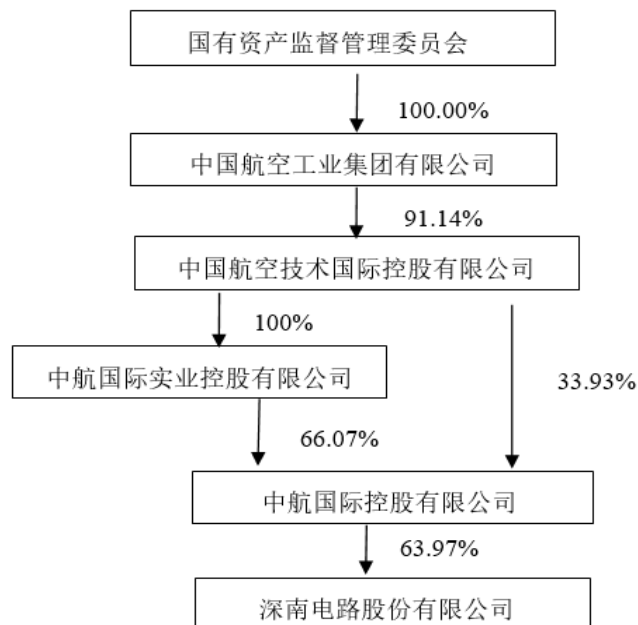 国有资产监督管理委员会
100.00%
中国航空工业集团有限公司
91.14%
中国航空技术国际控股有限公司
100%
中航国际实业控股有限公司
33.93%
66.07%
中航国际控股有限公司
63.97%
深南电路股份有限公司